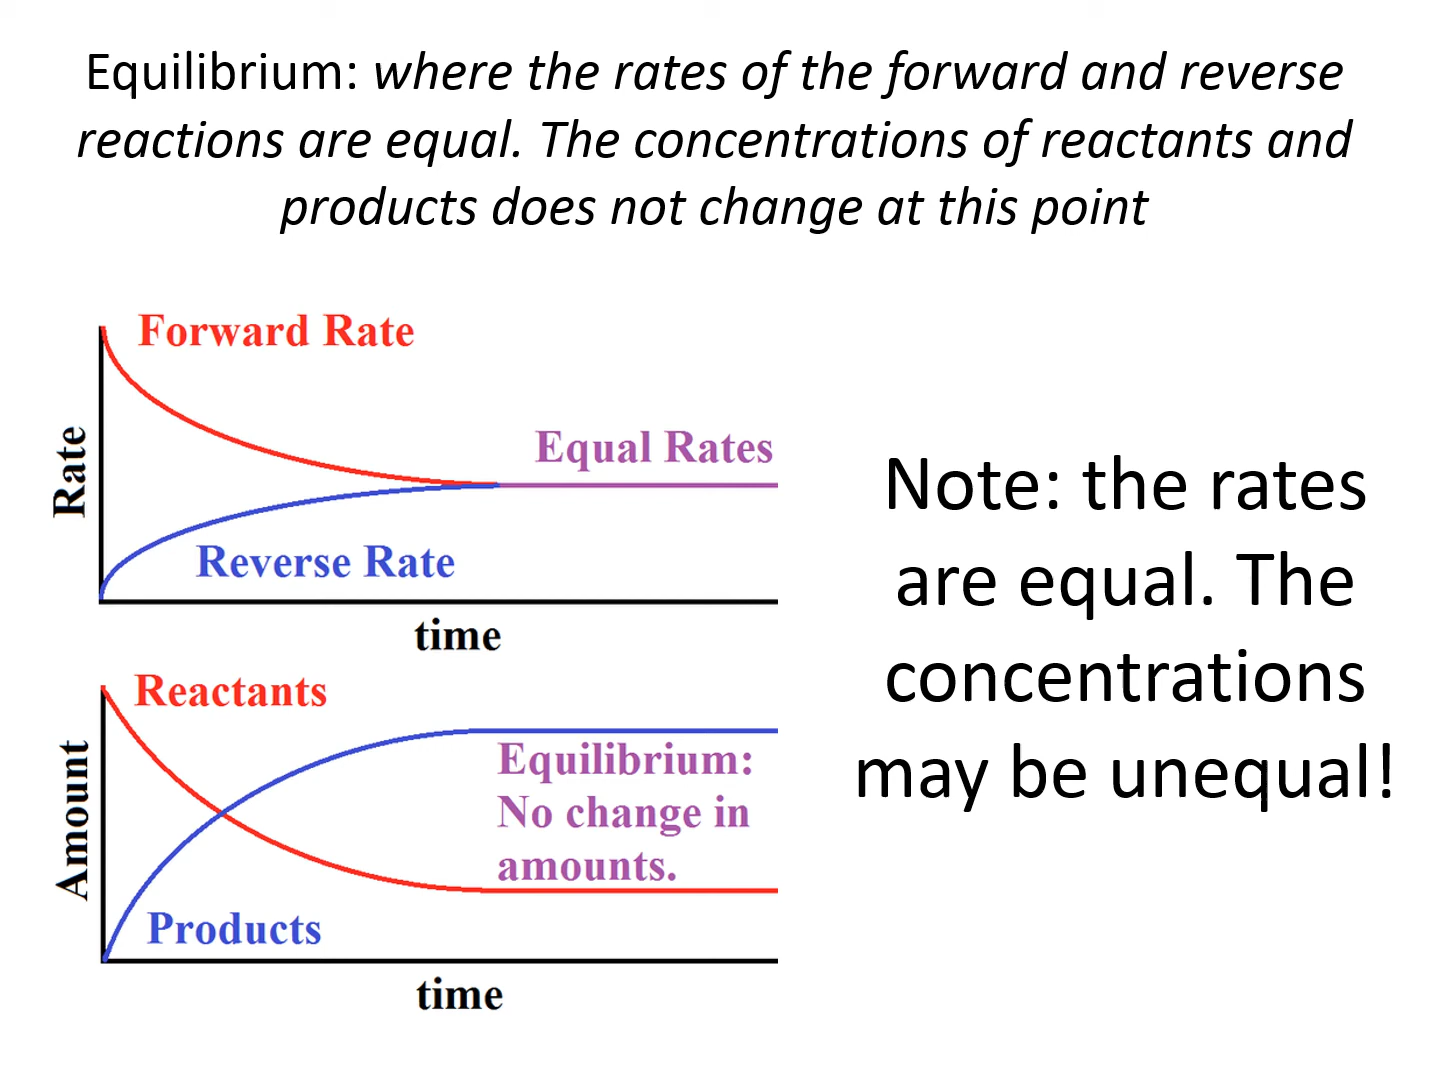 Equilibrium: where the rates of the forward and reverse
reactions are equal. The concentrations of reactants and
products does not change at this point
Forward Rate
Equal Rates
Rate
Reverse Rate
time
Note: the rates
are equal. The
concentrations
may be unequal!
Reactants
Equilibrium:
No change in
amounts.
Amount
Products
time